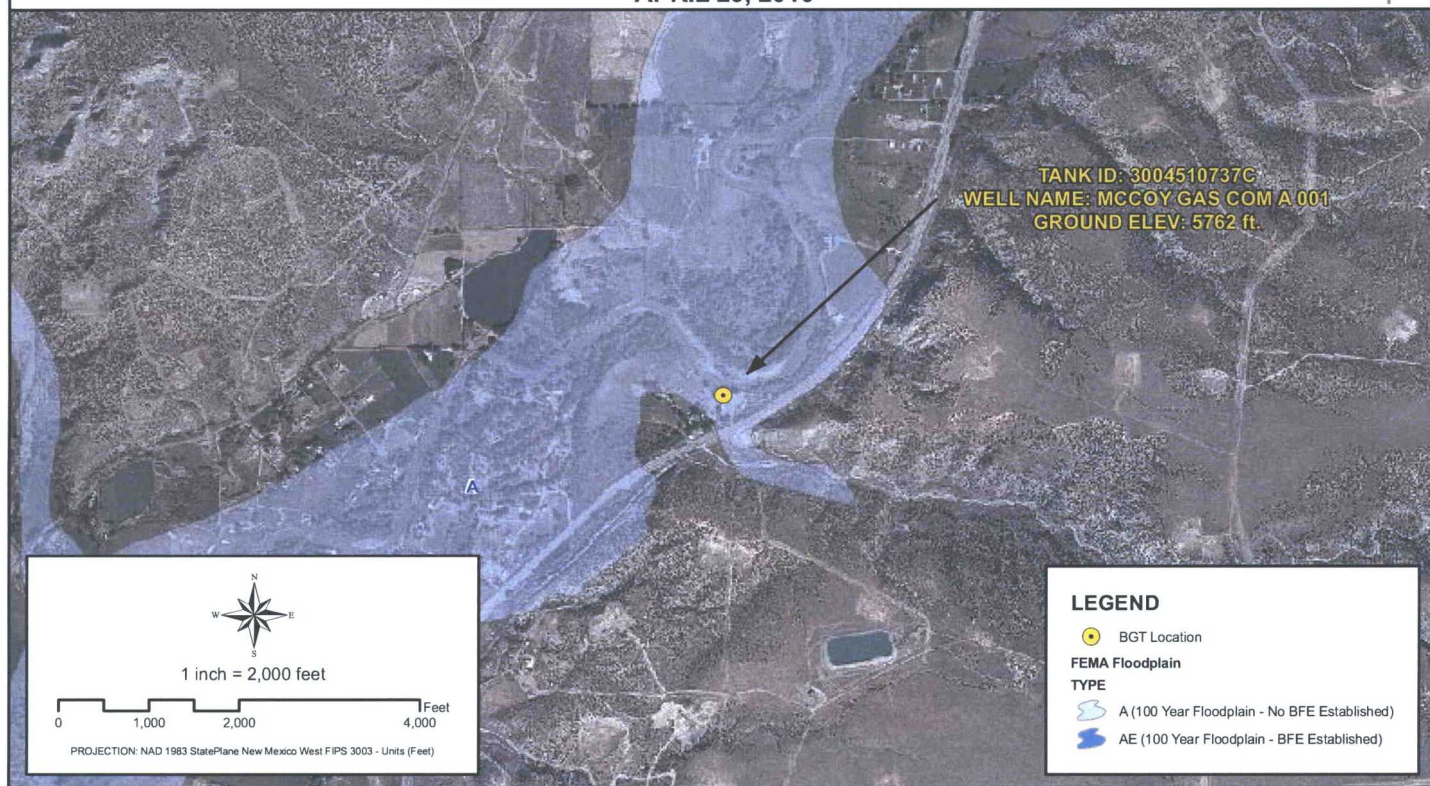 TANK ID: 3004510737C
WELL NAME: MCCOY GAS COM A 001
GROUND ELEV: 5762 ft.
A
N
W E
S
1 inch = 2,000 feet
Feet
0 1,000 2,000 4,000
PROJECTION: NAD 1983 StatePlane New Mexico West FIPS 3003 - Units (Feet)
LEGEND
BGT Location
FEMA Floodplain
TYPE
A (100 Year Floodplain - No BFE Established)
AE (100 Year Floodplain - BFE Established)